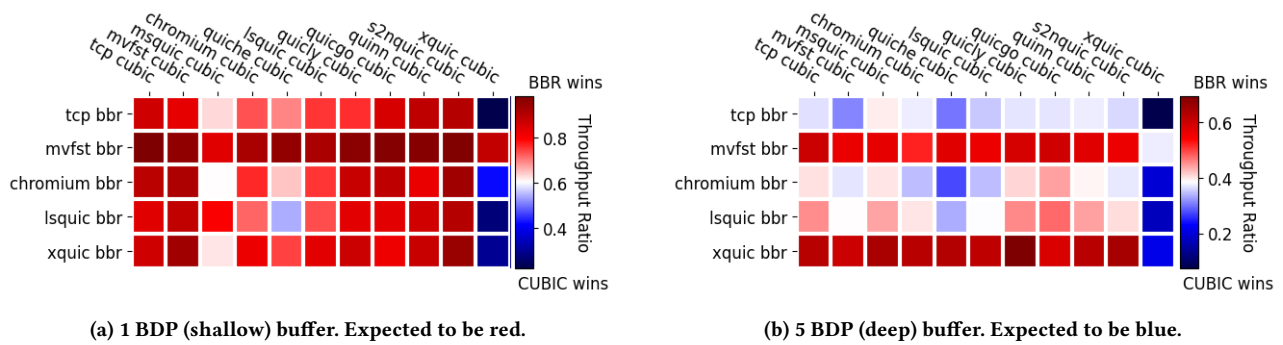 tcp cubic
mvfst cubic
msquic cubic
chromium cubic
quiche cubic
lsquic cubic
quicly cubic
quicgo cubic
quinn cubic
s2nquic cubic
xquic cubic
BBR wins
tcp bbr
mvfst bbr
chromium bbr
lsquic bbr
xquic bbr
0.8
0.6
0.4
Throughput Ratio
CUBIC wins
(a) 1 BDP (shallow) buffer. Expected to be red.
tcp cubic
mvfst cubic
msquic cubic
chromium cubic
quiche cubic
lsquic cubic
quicly cubic
quicgo cubic
quinn cubic
s2nquic cubic
xquic cubic
BBR wins
tcp bbr
mvfst bbr
chromium bbr
lsquic bbr
xquic bbr
0.6
0.4
0.2
Throughput Ratio
CUBIC wins
(b) 5 BDP (deep) buffer. Expected to be blue.